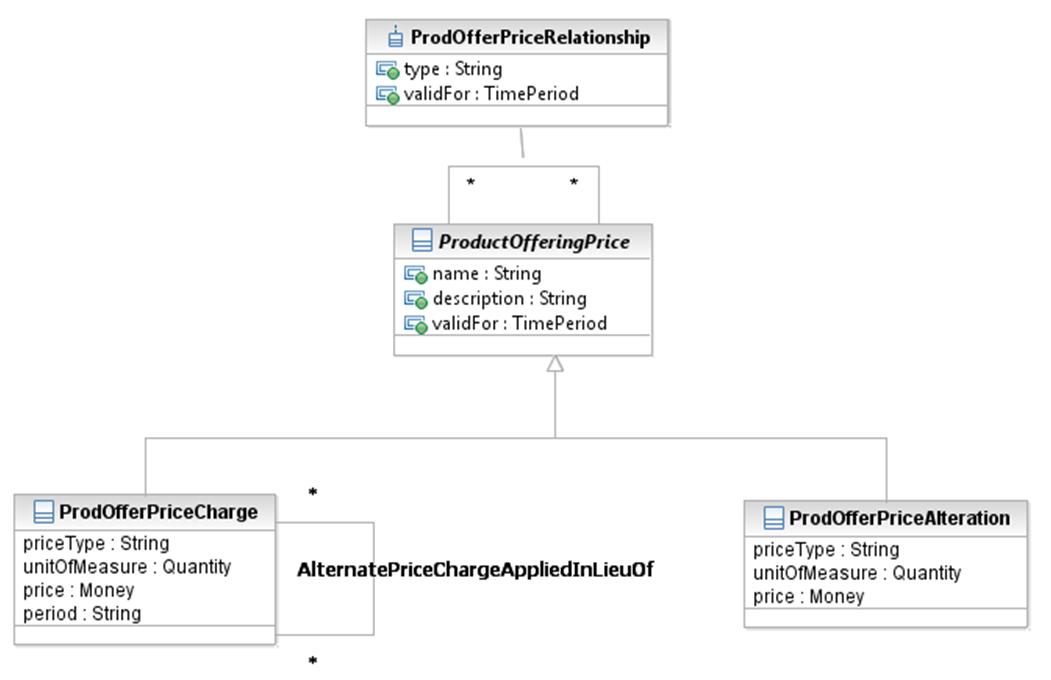 ProdOfferPriceRelationship
type : String
validFor : TimePeriod
* *
ProductOfferingPrice
name : String
description : String
validFor : TimePeriod
ProdOfferPriceCharge
priceType : String
unitOfMeasure : Quantity
price : Money
period : String
*
AlternatePriceChargeAppliedInLieuOf
*
ProdOfferPriceAlteration
priceType : String
unitOfMeasure : Quantity
price : Money